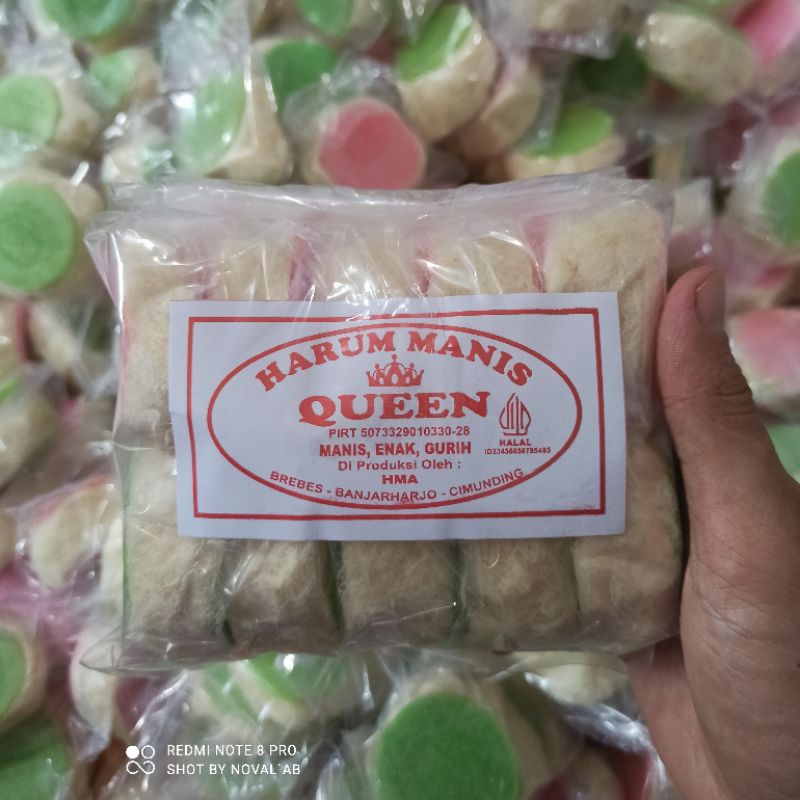 HARUM MANIS
QUEEN
PIRT 5073329010330-28
MANIS, ENAK, GURIH
Di Produksi Oleh :
HMA
BREBES - BANJARHARJO - CIMUNDING
HALAL
ID33456656785485
REDMI NOTE 8 PRO
SHOT BY NOVAL`AB